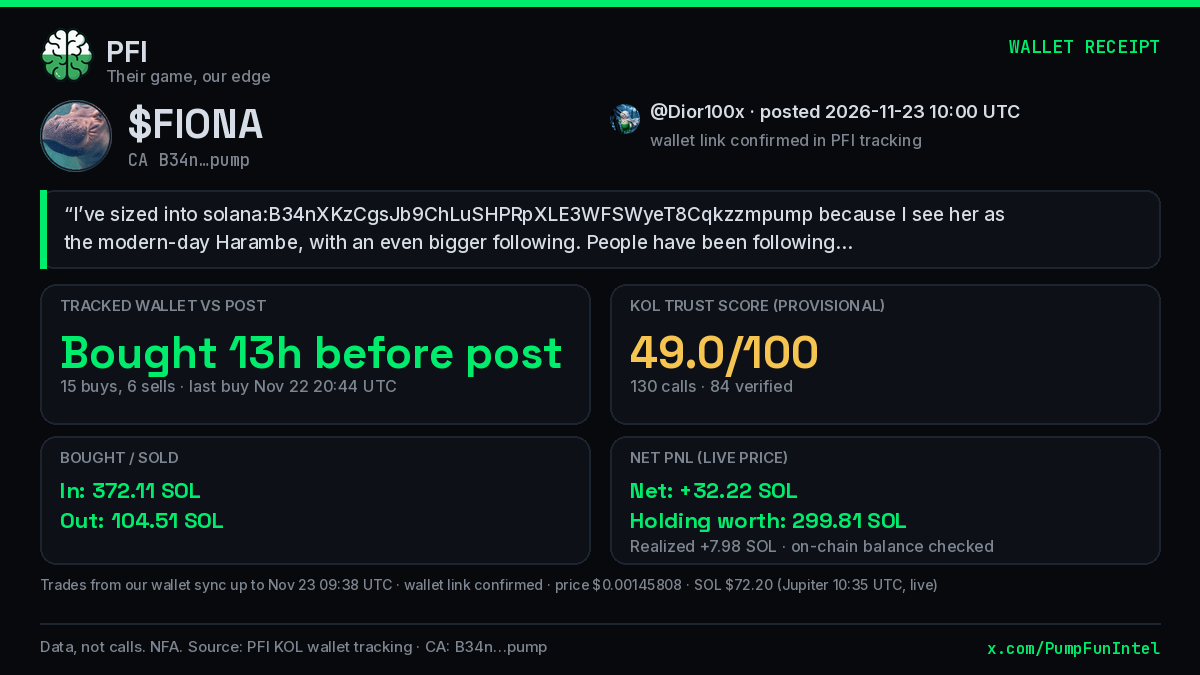 PFI
Their game, our edge
WALLET RECEIPT
$FIONA
CA B34n…pump
@Dior100x · posted 2026-11-23 10:00 UTC
wallet link confirmed in PFI tracking
“I’ve sized into solana:B34nXKzCgsJb9ChLuSHPRpXLE3WFSWyeT8Cqkzzmpump because I see her as
the modern-day Harambe, with an even bigger following. People have been following…
TRACKED WALLET VS POST
Bought 13h before post
15 buys, 6 sells · last buy Nov 22 20:44 UTC
KOL TRUST SCORE (PROVISIONAL)
49.0/100
130 calls · 84 verified
BOUGHT / SOLD
In: 372.11 SOL
Out: 104.51 SOL
NET PNL (LIVE PRICE)
Net: +32.22 SOL
Holding worth: 299.81 SOL
Realized +7.98 SOL · on-chain balance checked
Trades from our wallet sync up to Nov 23 09:38 UTC · wallet link confirmed · price $0.00145808 · SOL $72.20 (Jupiter 10:35 UTC, live)
Data, not calls. NFA. Source: PFI KOL wallet tracking · CA: B34n…pump
x.com/PumpFunIntel